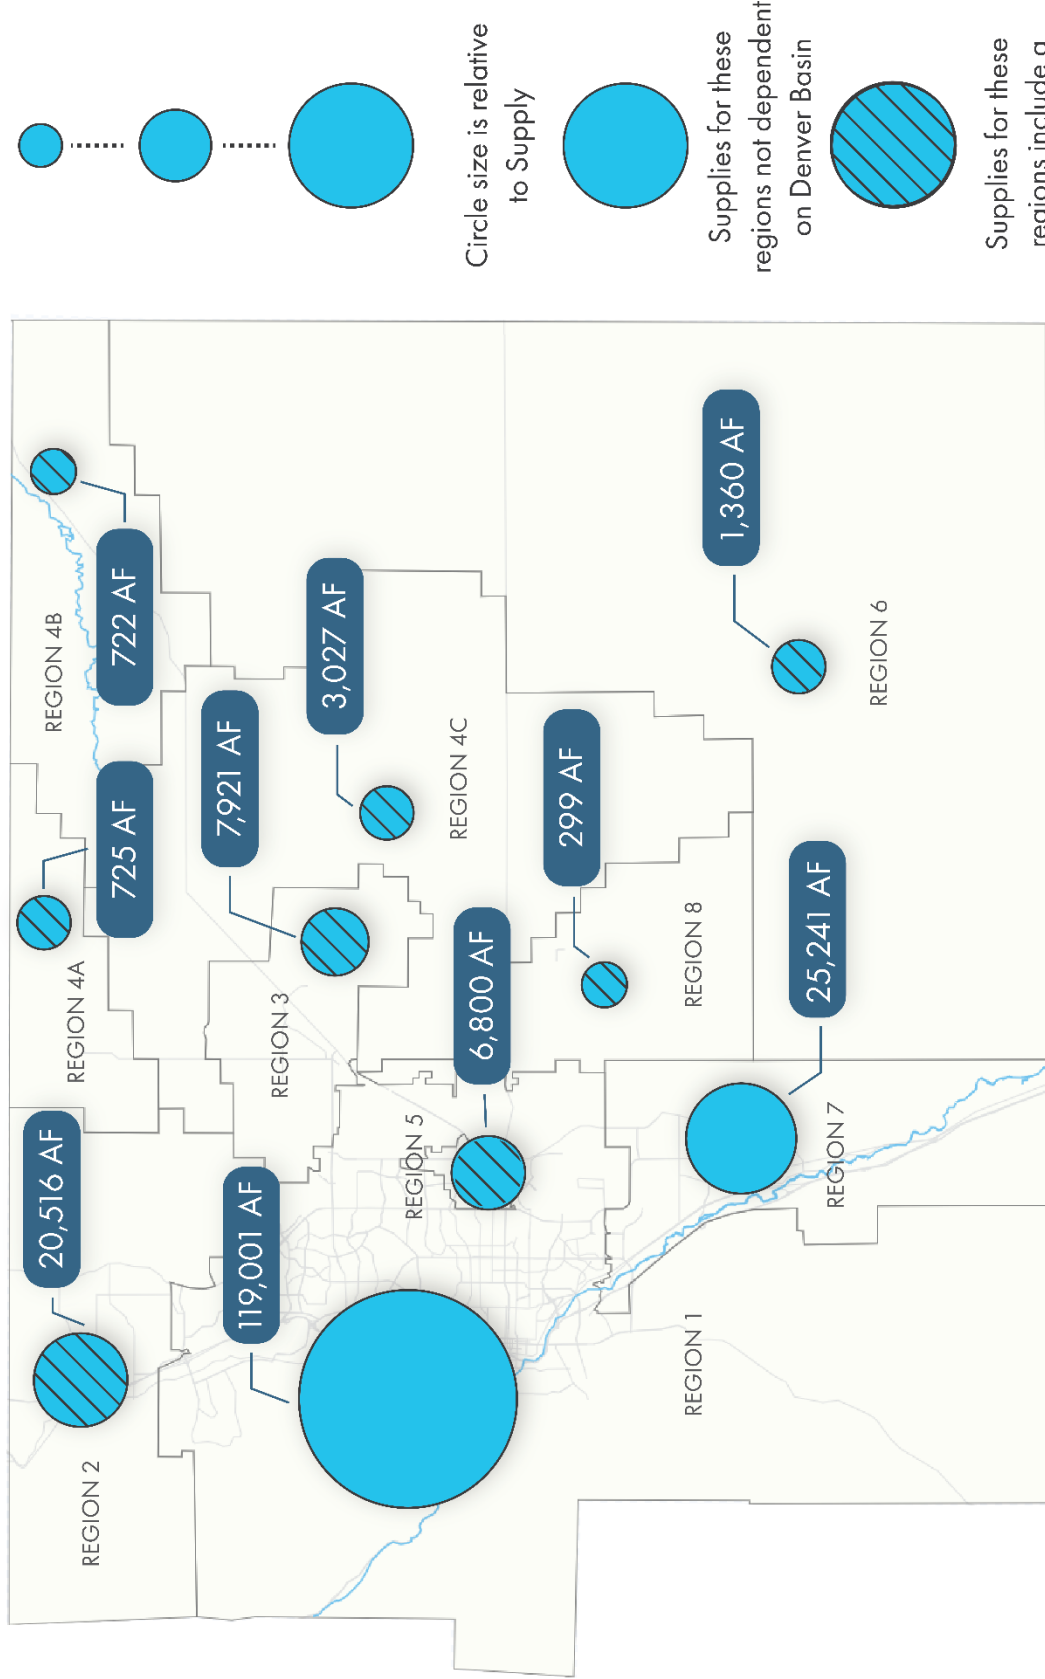 20,516 AF
REGION 2
119,001 AF
REGION 1
725 AF
REGION 4A
722 AF
REGION 4B
7,921 AF
REGION 3
3,027 AF
REGION 4C
6,800 AF
REGION 5
299 AF
REGION 8
1,360 AF
REGION 6
25,241 AF
REGION 7
Circle size is relative
to Supply
Supplies for these
regions not dependent
on Denver Basin
Supplies for these
regions include a